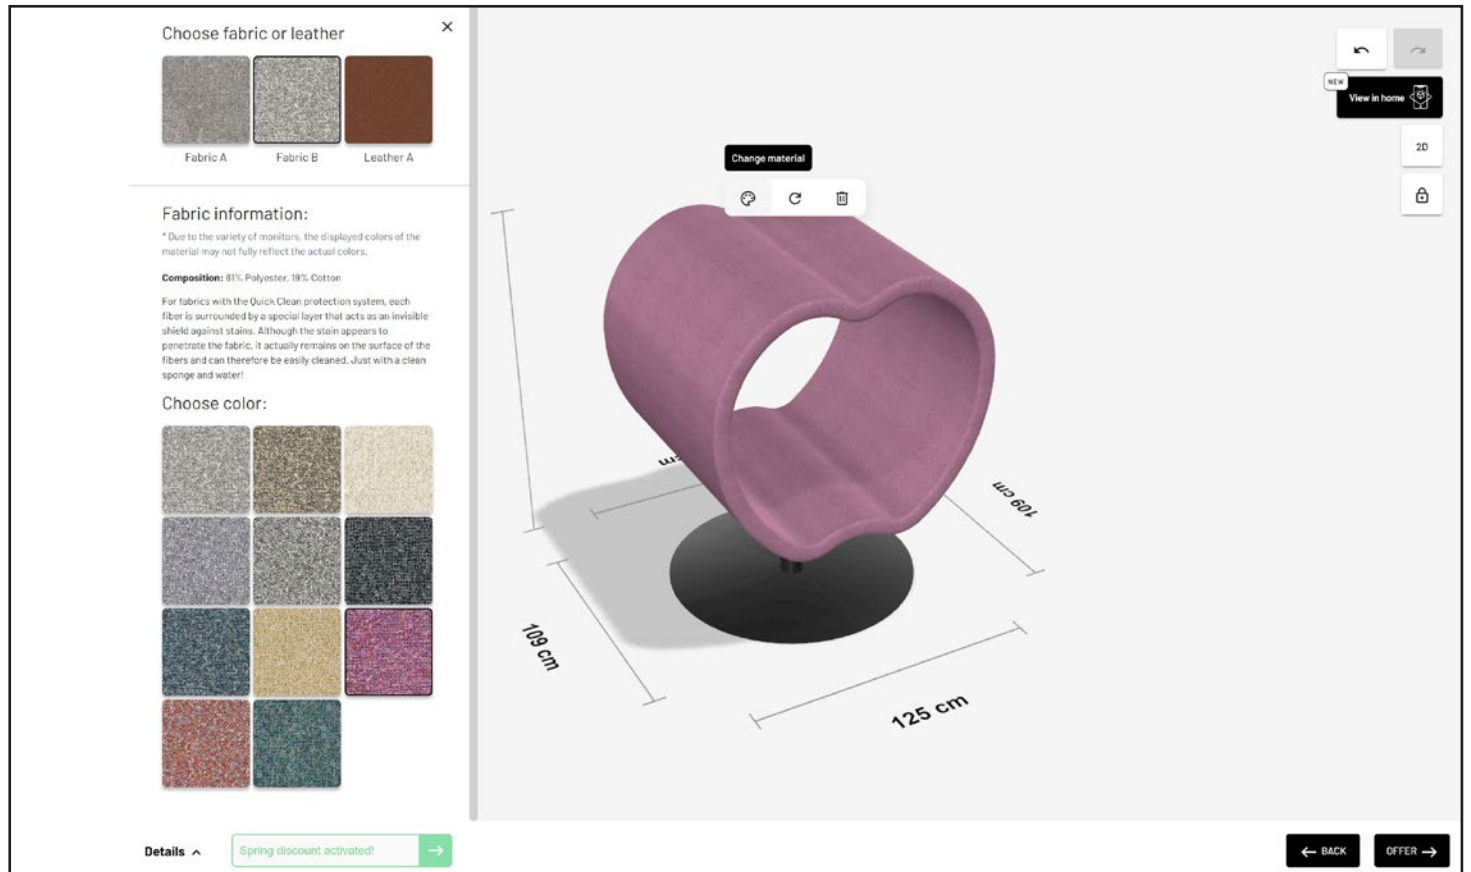 Choose fabric or leather
Fabric A
Fabric B
Leather A
Fabric information:
* Due to the variety of monitors, the displayed colors of the
material may not fully reflect the actual colors.
Composition: 81% Polyester, 19% Cotton
For fabrics with the Quick Clean protection system, each
fiber is surrounded by a special layer that acts as an invisible
shield against stains. Although the stain appears to
penetrate the fabric, it actually remains on the surface of the
fibers and can therefore be easily cleaned. Just with a clean
sponge and water!
Choose color:
Change material
NEW
View in home
2D
109 cm
109 cm
125 cm
Details
Spring discount activated!
BACK
OFFER